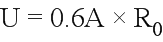 U = 0.6A × R₀